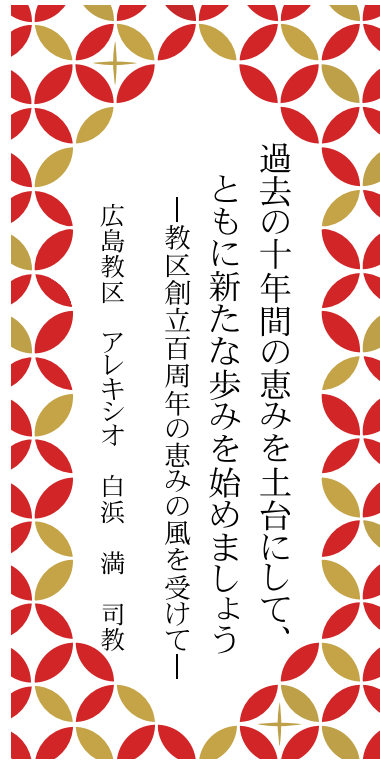 過去の十年間の恵みを土台にして、
ともに新たな歩みを始めましょう
―教区創立百周年の恵みの風を受けて―
広島教区　アレキシオ　白浜　満　司教